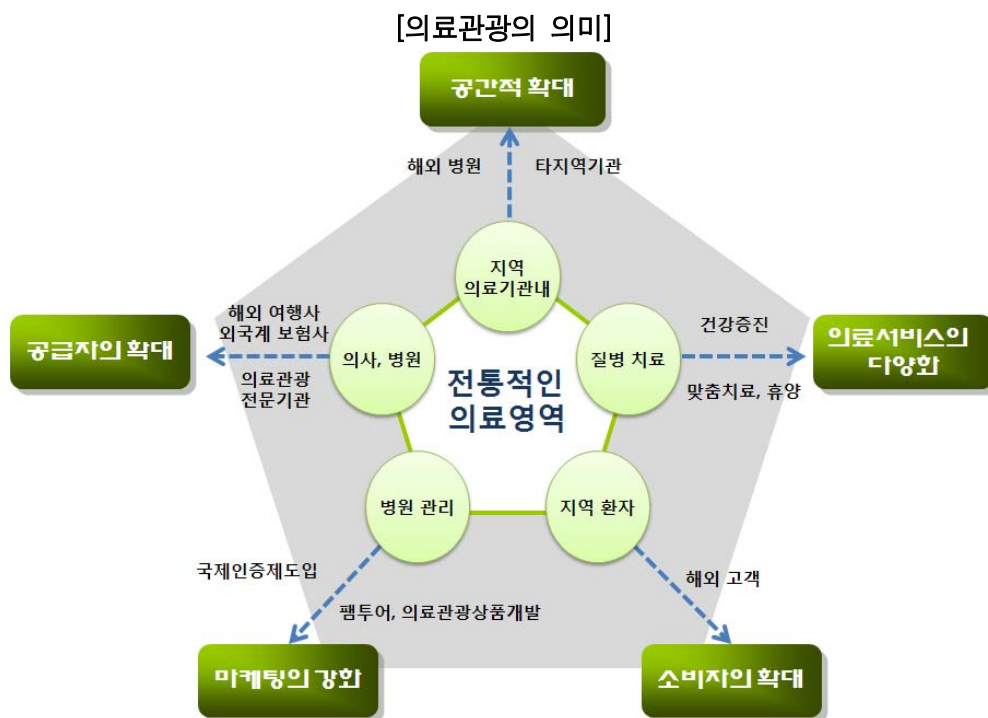 [의료관광의 의미]
공간적 확대
해외 병원
타지역기관
지역
의료기관내
해외 여행사
외국계 보험사
공급자의 확대
의료관광
전문기관
의사, 병원
전통적인
의료영역
질병 치료
건강증진
맞춤치료, 휴양
의료서비스의
다양화
병원 관리
지역 환자
국제인증제도입
팸투어, 의료관광상품개발
해외 고객
마케팅의 강화
소비자의 확대